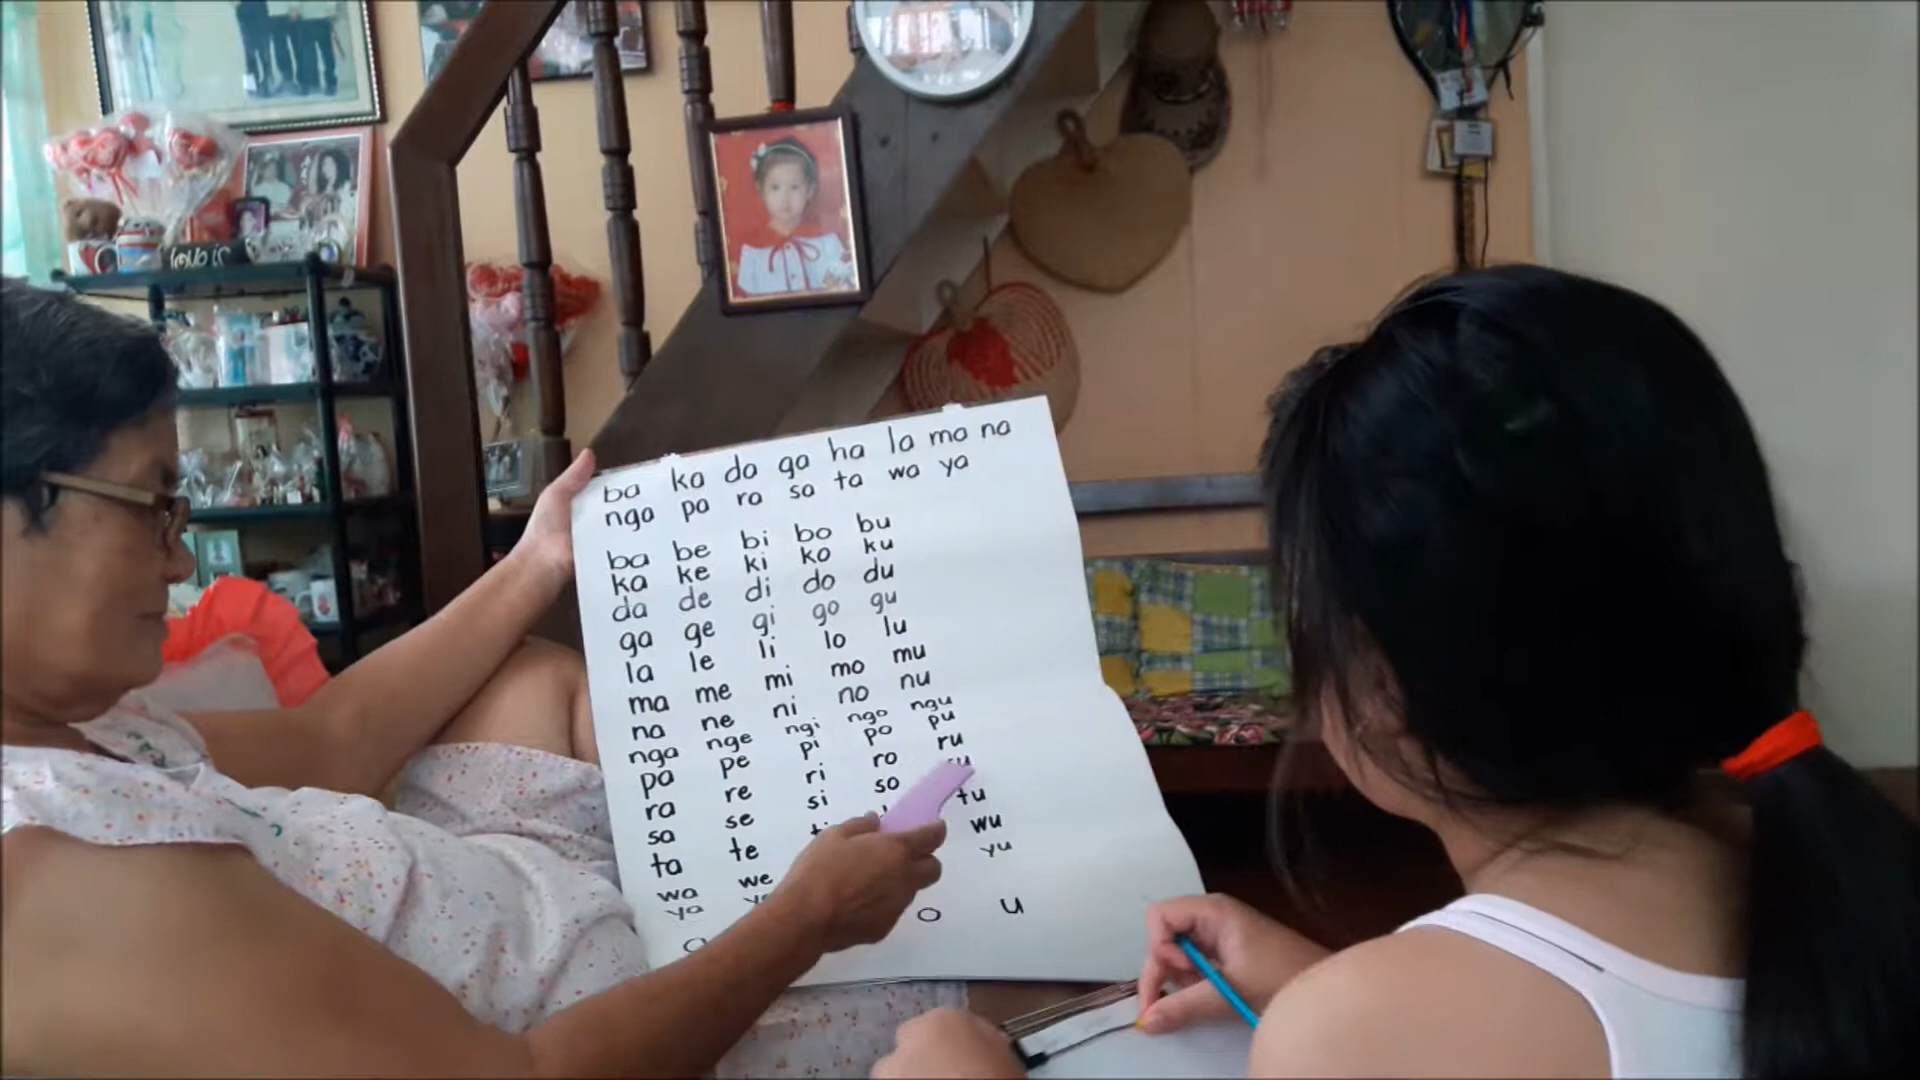 love is
ba ka da ga ha la ma na
nga pa ra sa ta wa ya
ba be bi bo bu
ka ke ki ko ku
da de di do du
ga ge gi go gu
la le li lo lu
ma me mi mo mu
na ne ni no nu
nga nge ngi ngo ngu
pa pe pi po pu
ra re ri ro ru
sa se si so su
ta te ti tu
wa we wu
ya yu
a o u